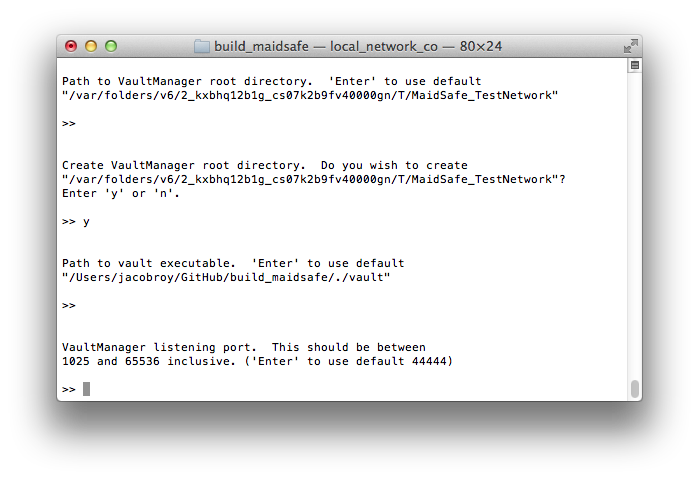 build_maidsafe — local_network_co — 80×24
Path to VaultManager root directory.  'Enter' to use default
"/var/folders/v6/2_kxbhq12b1g_cs07k2b9fv40000gn/T/MaidSafe_TestNetwork"
>>
Create VaultManager root directory.  Do you wish to create
"/var/folders/v6/2_kxbhq12b1g_cs07k2b9fv40000gn/T/MaidSafe_TestNetwork"?
Enter 'y' or 'n'.
>> y
Path to vault executable.  'Enter' to use default
"/Users/jacobroy/GitHub/build_maidsafe/./vault"
>>
VaultManager listening port.  This should be between
1025 and 65536 inclusive. ('Enter' to use default 44444)
>>